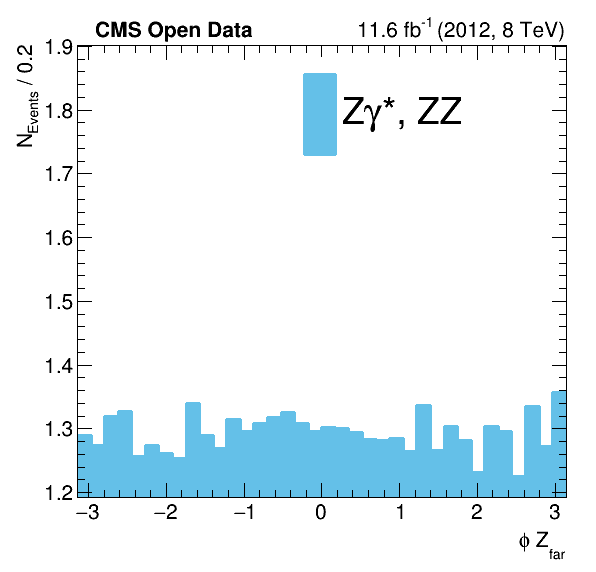 CMS Open Data 11.6 fb⁻¹ (2012, 8 TeV)
N_Events / 0.2
Zγ*, ZZ
1.9
1.8
1.7
1.6
1.5
1.4
1.3
1.2
−3 −2 −1 0 1 2 3
ϕ Z_far